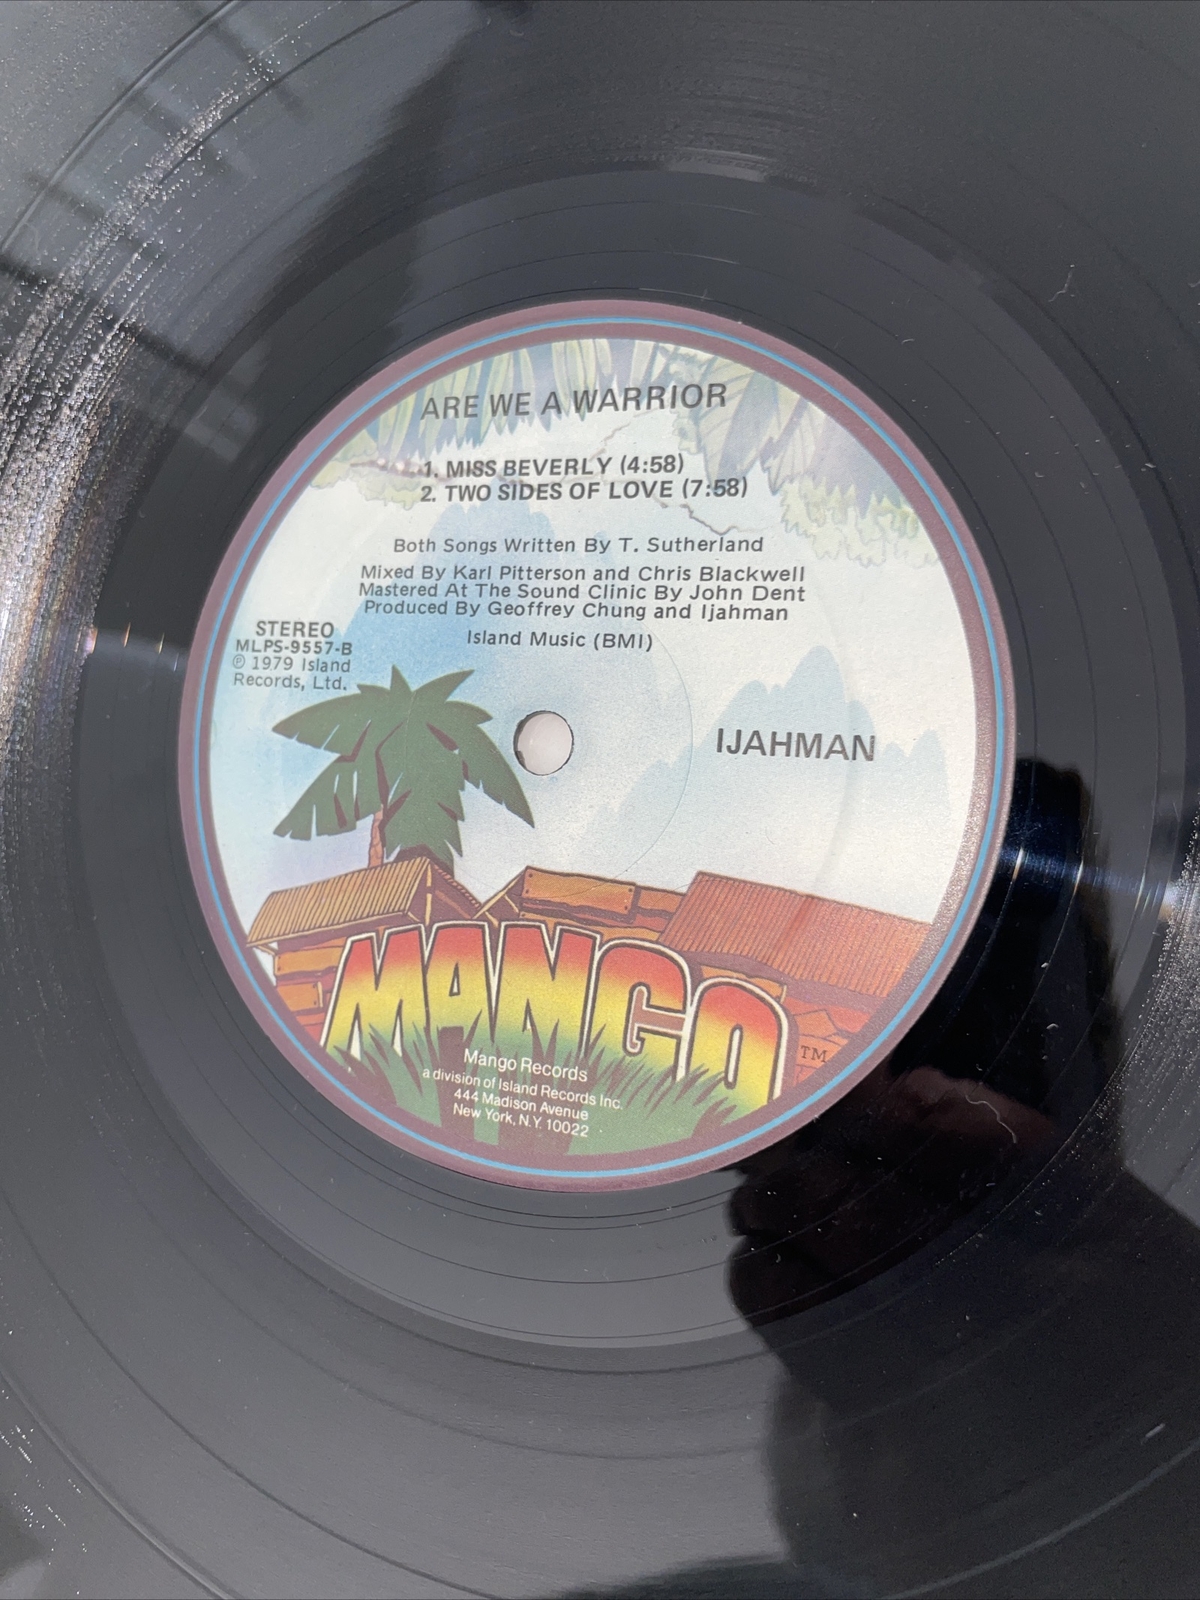 ARE WE A WARRIOR
1. MISS BEVERLY (4:58)
2. TWO SIDES OF LOVE (7:58)
Both Songs Written By T. Sutherland
Mixed By Karl Pitterson and Chris Blackwell
Mastered At The Sound Clinic By John Dent
Produced By Geoffrey Chung and Ijahman
Island Music (BMI)
STEREO
MLPS-9557-B
℗ 1979 Island
Records, Ltd.
IJAHMAN
MANGO
TM
Mango Records
a division of Island Records Inc.
444 Madison Avenue
New York, N.Y. 10022